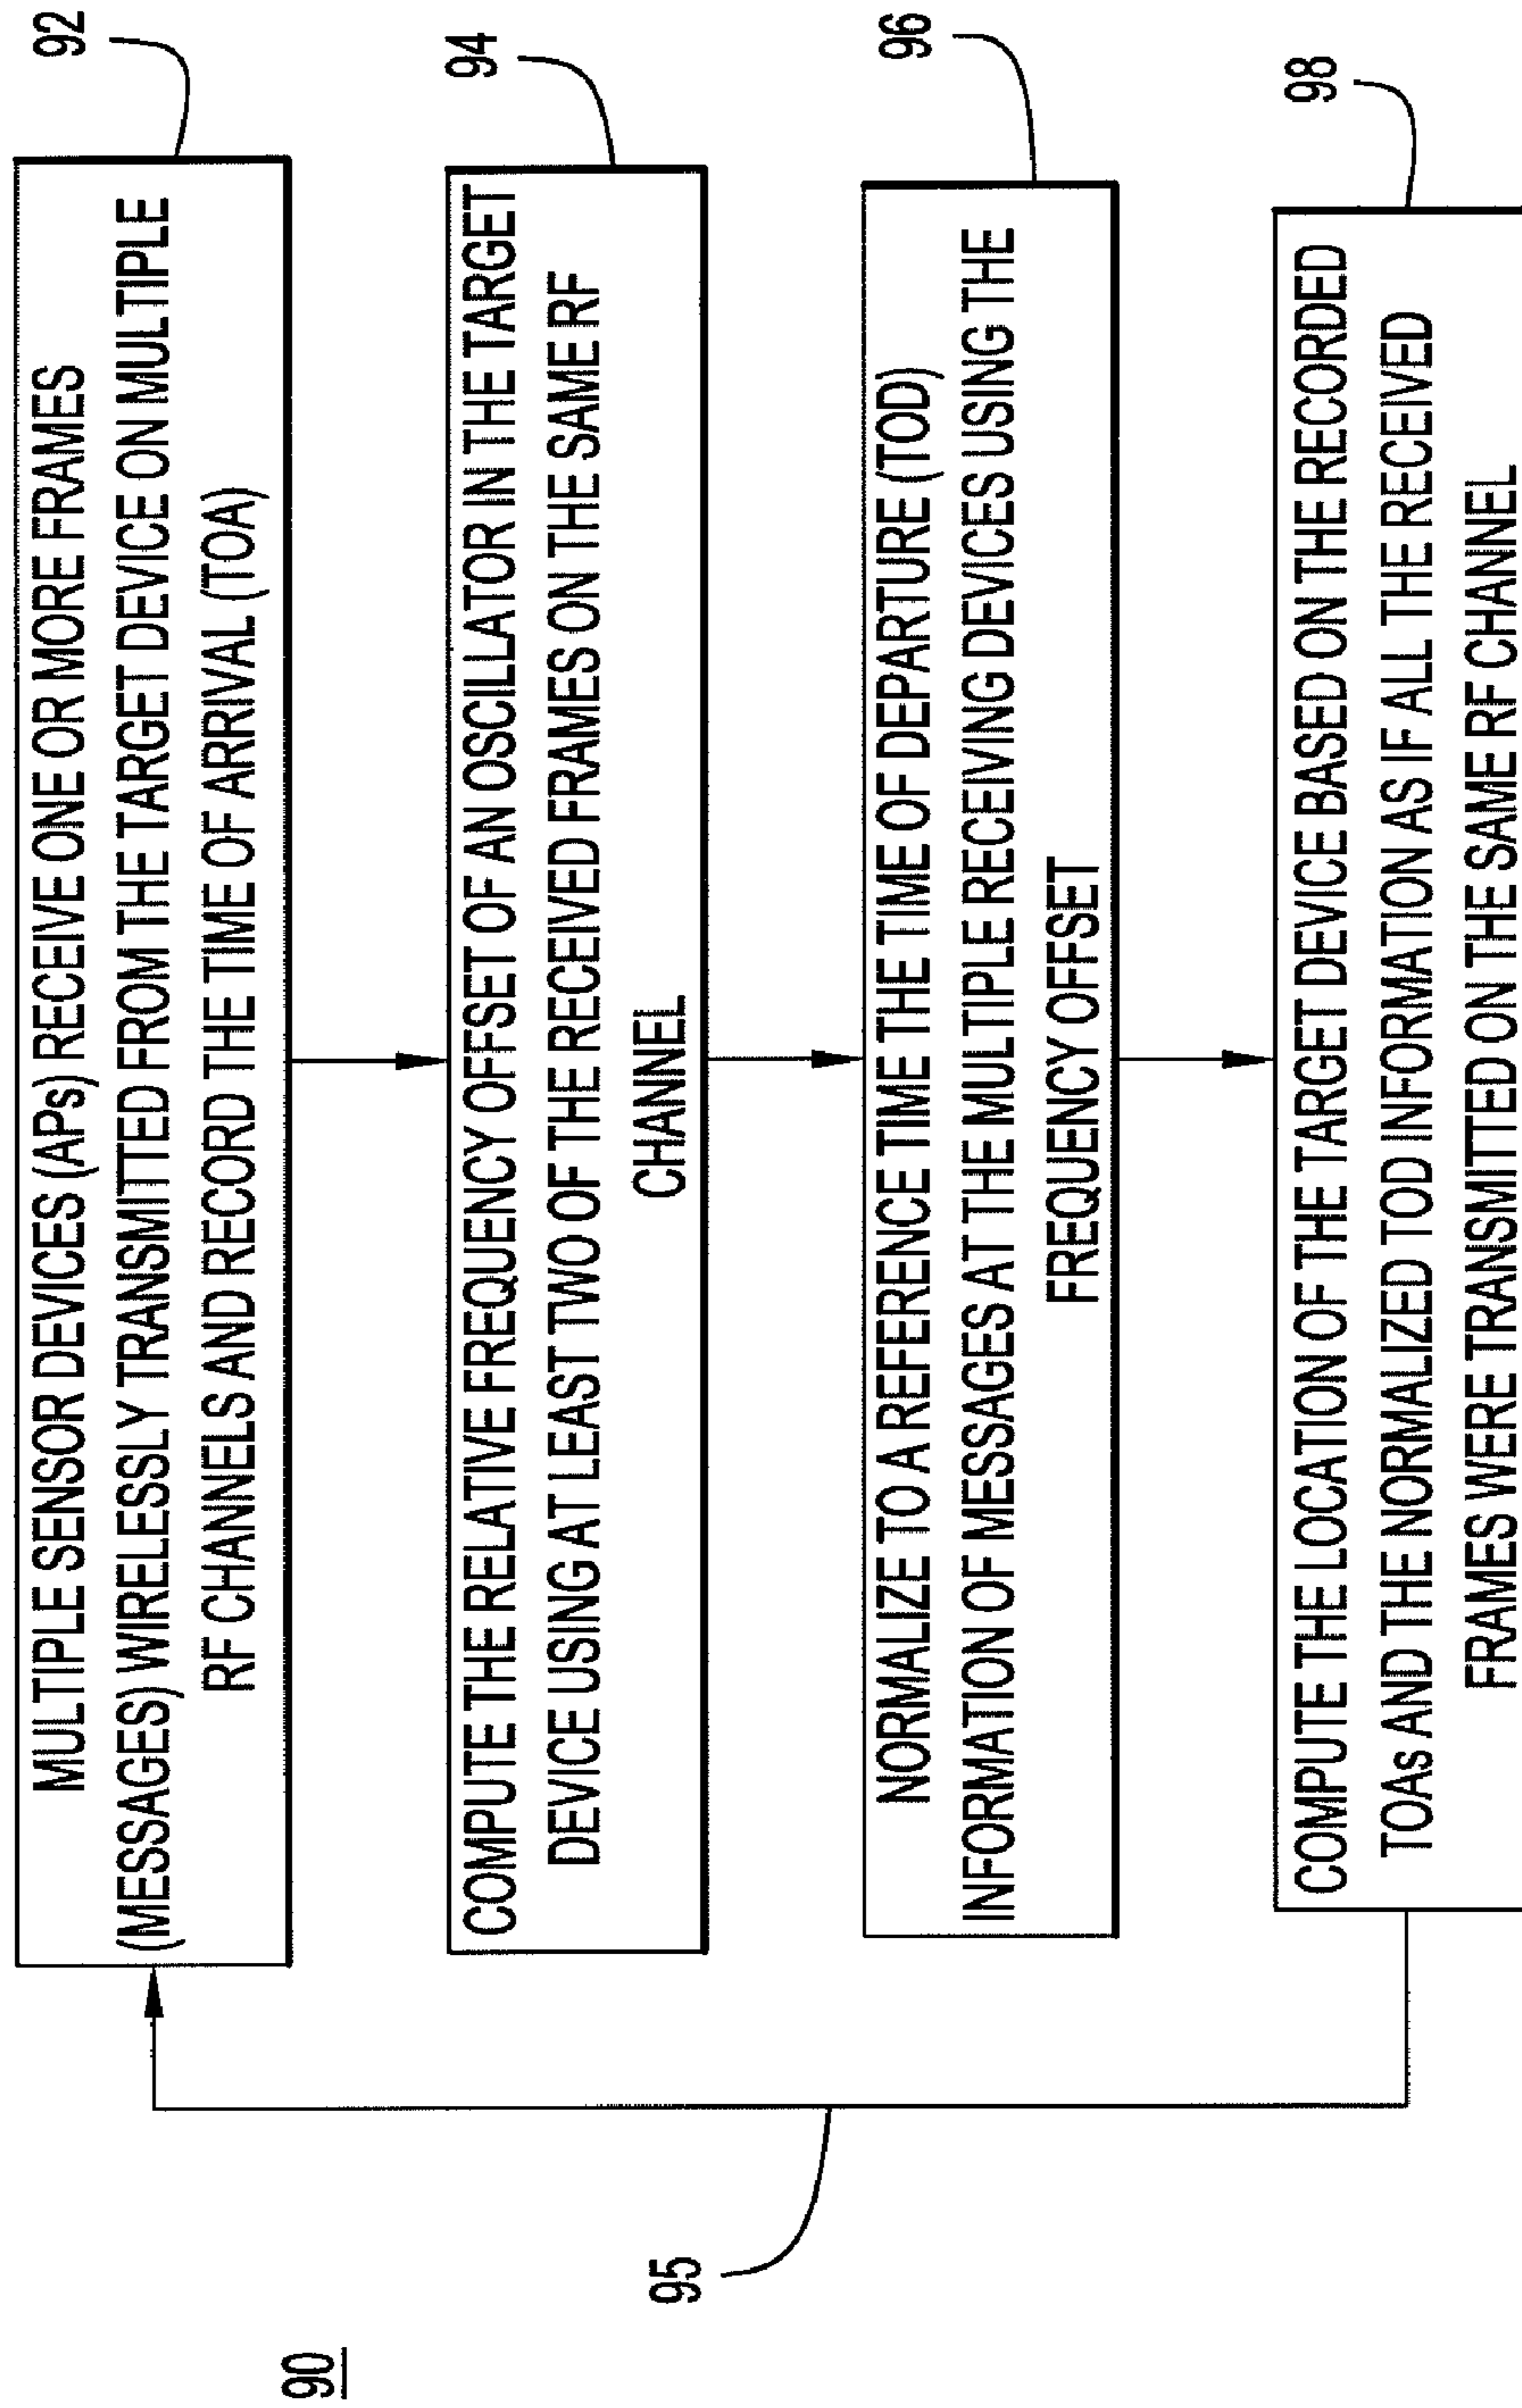 90
MULTIPLE SENSOR DEVICES (APs) RECEIVE ONE OR MORE FRAMES
(MESSAGES) WIRELESSLY TRANSMITTED FROM THE TARGET DEVICE ON MULTIPLE
RF CHANNELS AND RECORD THE TIME OF ARRIVAL (TOA)
92
COMPUTE THE RELATIVE FREQUENCY OFFSET OF AN OSCILLATOR IN THE TARGET
DEVICE USING AT LEAST TWO OF THE RECEIVED FRAMES ON THE SAME RF
CHANNEL
94
95
NORMALIZE TO A REFERENCE TIME THE TIME OF DEPARTURE (TOD)
INFORMATION OF MESSAGES AT THE MULTIPLE RECEIVING DEVICES USING THE
FREQUENCY OFFSET
96
COMPUTE THE LOCATION OF THE TARGET DEVICE BASED ON THE RECORDED
TOAs AND THE NORMALIZED TOD INFORMATION AS IF ALL THE RECEIVED
FRAMES WERE TRANSMITTED ON THE SAME RF CHANNEL
98